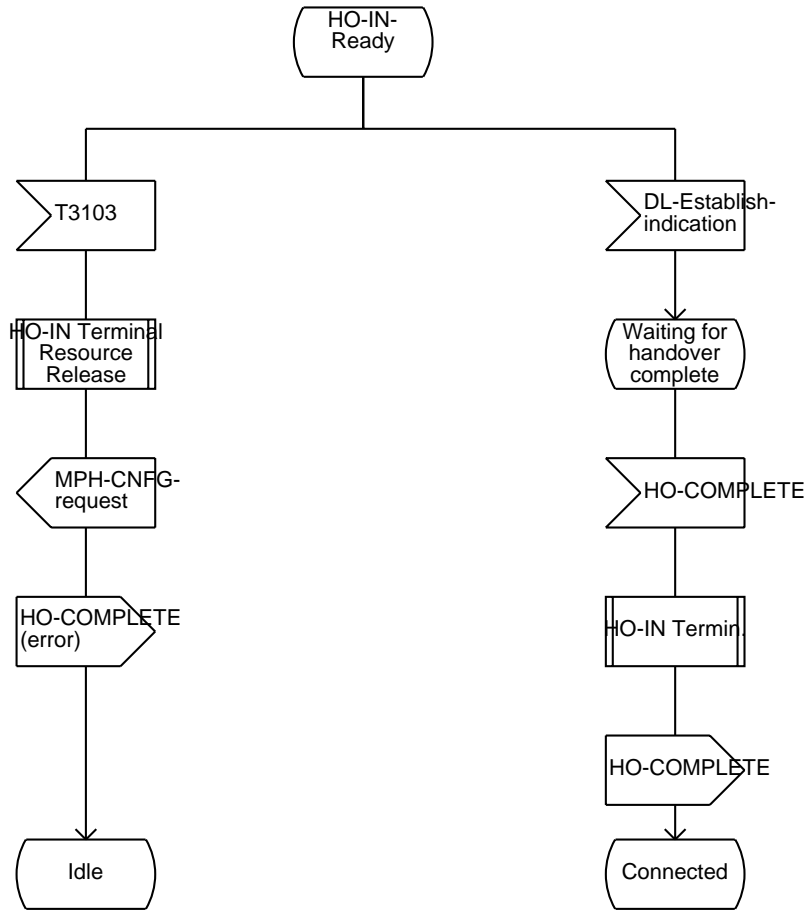 HO-IN-
Ready
T3103
DL-Establish-
indication
HO-IN Terminal
Resource
Release
Waiting for
handover
complete
MPH-CNFG-
request
HO-COMPLETE
HO-COMPLETE
(error)
HO-IN Termin.
HO-COMPLETE
Idle
Connected